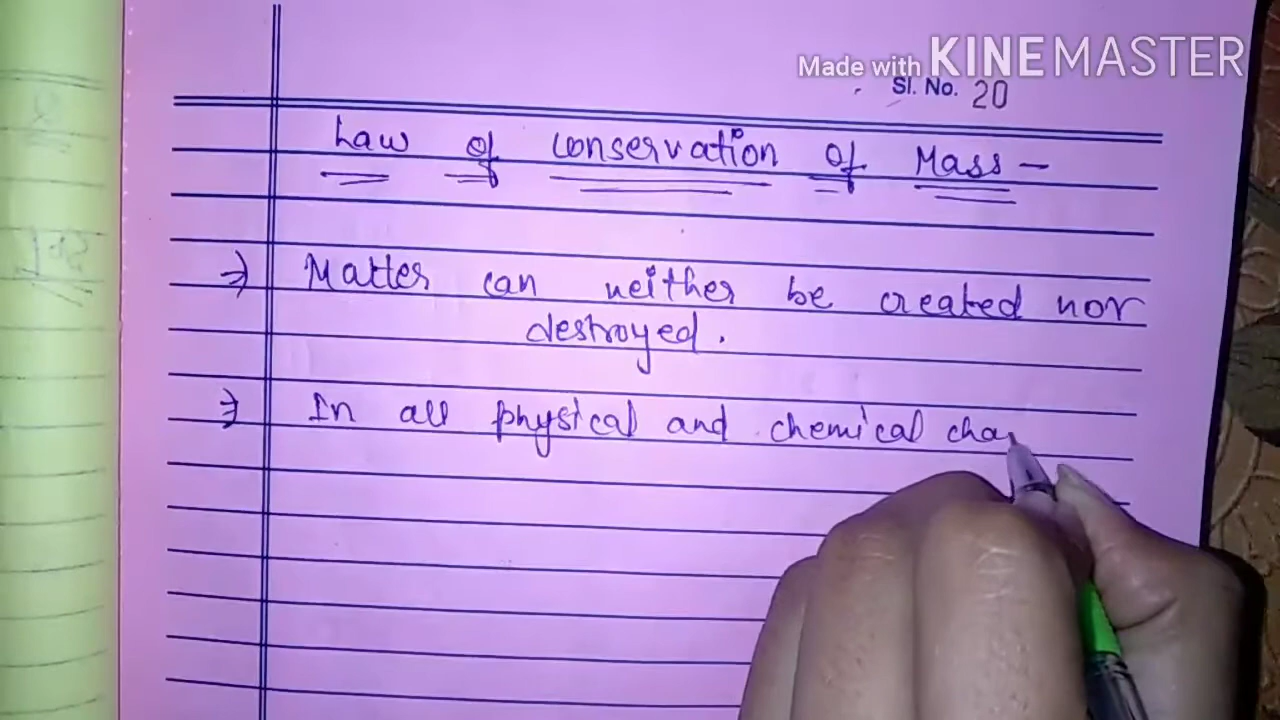 Made with KINEMASTER
Sl. No. 20
Law of Conservation of Mass -
⇒ Matter can neither be created nor
destroyed.
⇒ In all physical and chemical cha